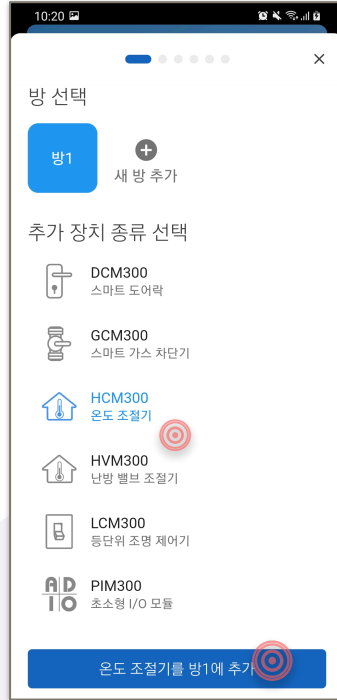 10:20
방 선택
방1
새 방 추가
추가 장치 종류 선택
DCM300
스마트 도어락
GCM300
스마트 가스 차단기
HCM300
온도 조절기
HVM300
난방 밸브 조절기
LCM300
등단위 조명 제어기
A D
I O
PIM300
초소형 I/O 모듈
온도 조절기를 방1에 추가